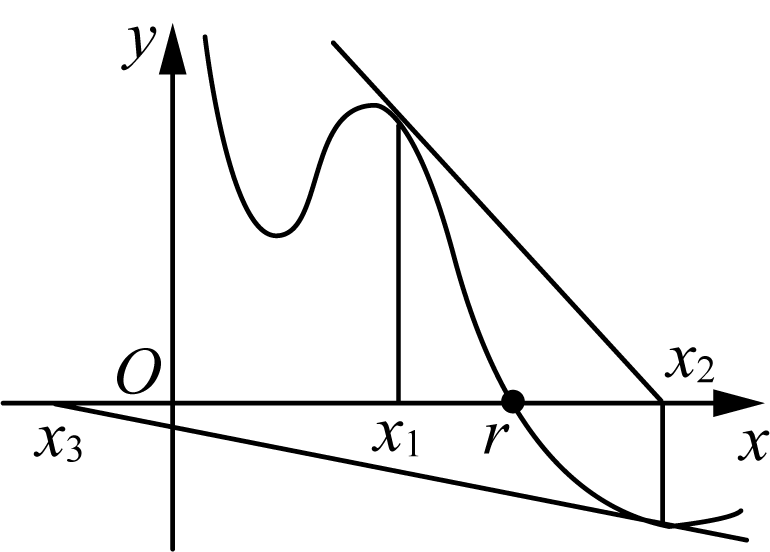 y
O
x₂
x₃
x₁
r
x